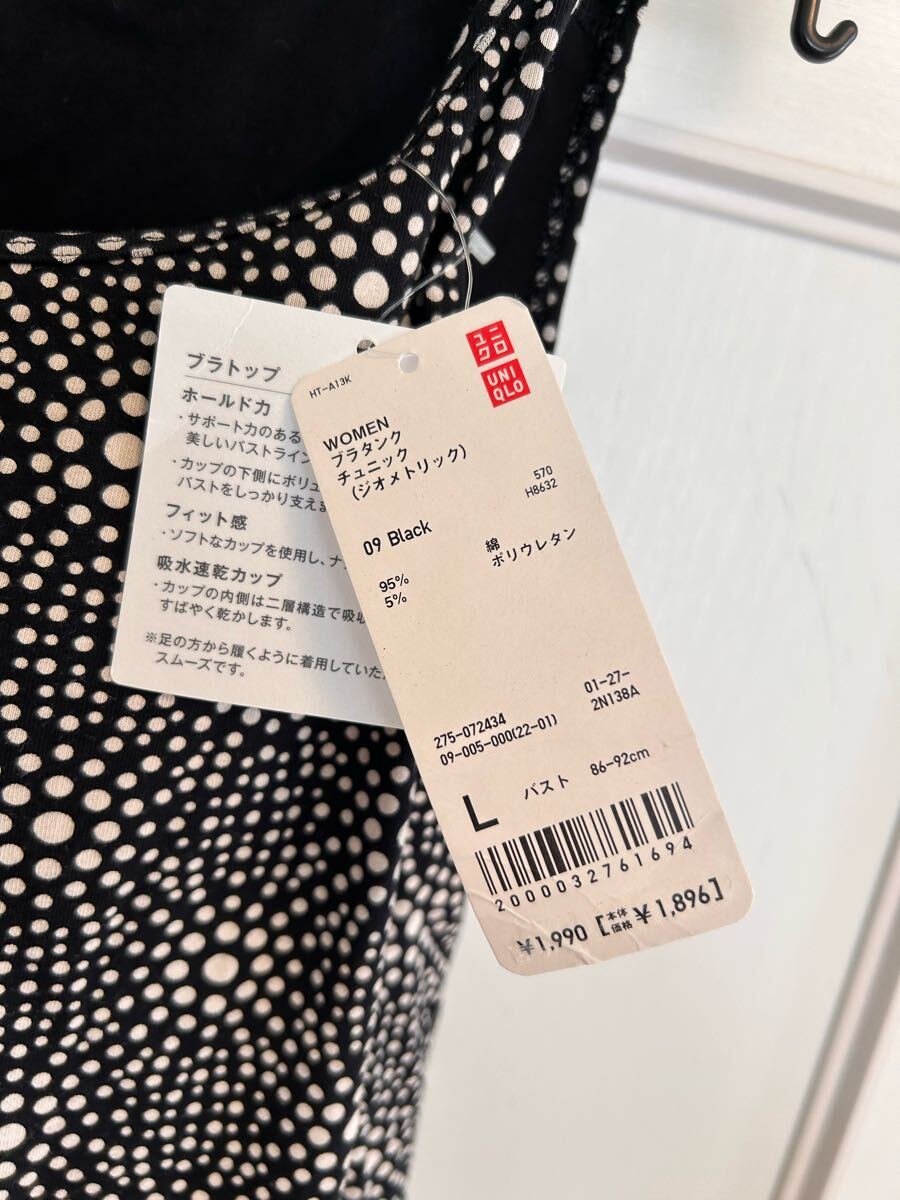 ブラトップ
ホールド力
・サポート力のある
美しいバストライン
・カップの下側にポリュ
バストをしっかり支えま
フィット感
・ソフトなカップを使用し、ナ
吸水速乾カップ
・カップの内側は二層構造で吸収
すばやく乾かします。
※足の方から履くように着用していた
スムーズです。
ユニクロ
UNIQLO
HT-A13K
WOMEN
ブラタンク
チュニック
(ジオメトリック)
570
H8632
09 Black
95% 綿
5% ポリウレタン
275-072434
09-005-000(22-01)
01-27-
2N138A
L バスト 86-92cm
2000032761694
¥1,990 [本体価格 ¥1,896]